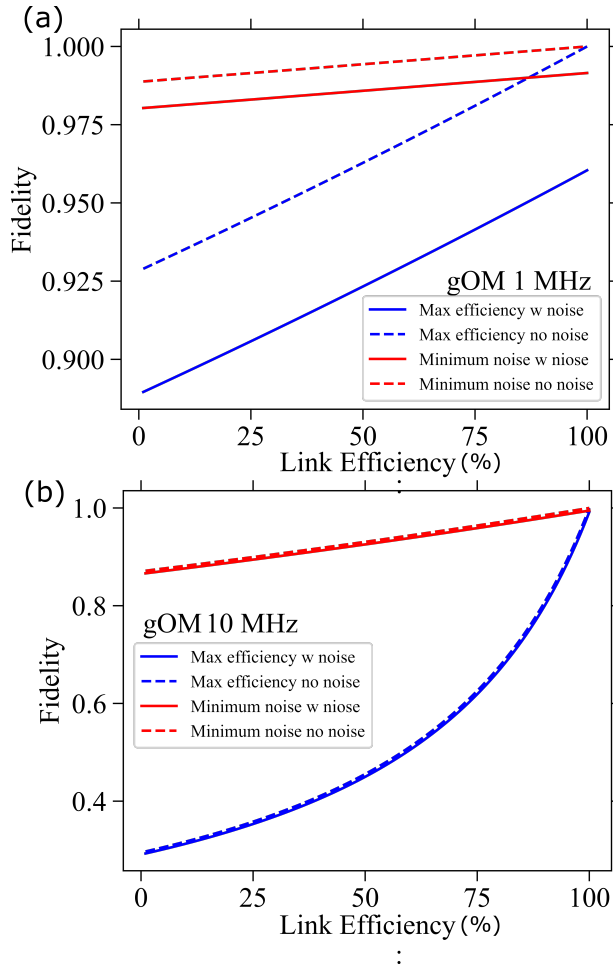 (a)
1.000
0.975
0.950
0.925
0.900
Fidelity
gOM 1 MHz
Max efficiency w noise
Max efficiency no noise
Minimum noise w niose
Minimum noise no noise
0 25 50 75 100
Link Efficiency (%)
:
(b)
1.0
0.8
0.6
0.4
Fidelity
gOM 10 MHz
Max efficiency w noise
Max efficiency no noise
Minimum noise w niose
Minimum noise no noise
0 25 50 75 100
Link Efficiency (%)
: